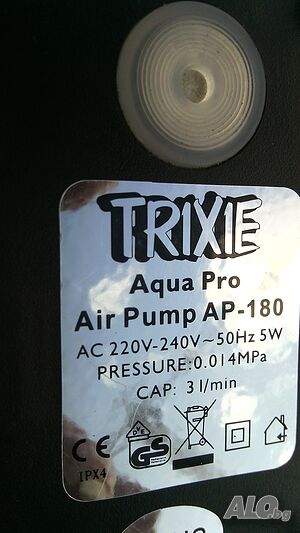 TRIXIE
Aqua Pro
Air Pump AP-180
AC 220V-240V~50Hz 5W
PRESSURE:0.014MPa
CAP: 3 l/min
CE
IPX4
GS
ALO.bg